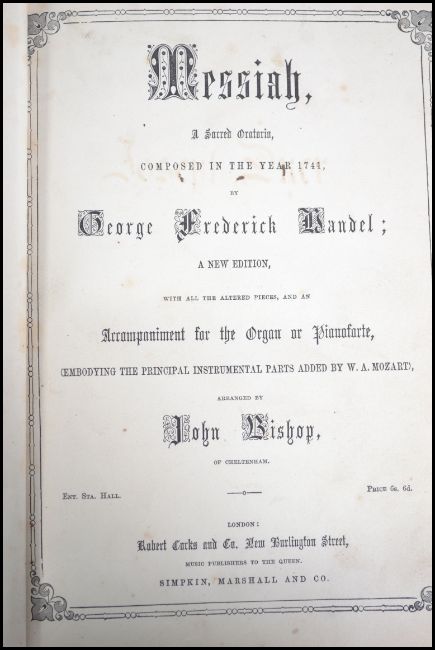 Messiah,
A Sacred Oratorio,
COMPOSED IN THE YEAR 1741,
BY
George Frederick Handel;
A NEW EDITION,
WITH ALL THE ALTERED PIECES, AND AN
Accompaniment for the Organ or Pianoforte,
(EMBODYING THE PRINCIPAL INSTRUMENTAL PARTS ADDED BY W. A. MOZART),
ARRANGED BY
John Bishop,
OF CHELTENHAM.
ENT. STA. HALL.
PRICE 6s. 6d.
LONDON:
Robert Cocks and Co. New Burlington Street,
MUSIC PUBLISHERS TO THE QUEEN.
SIMPKIN, MARSHALL AND CO.